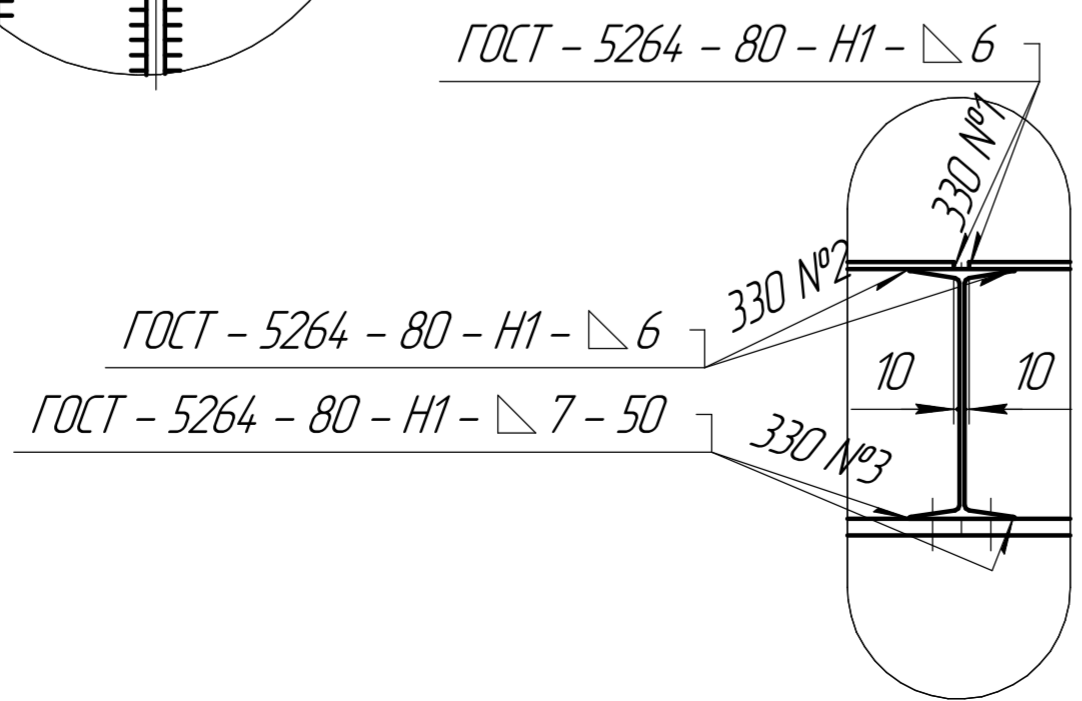 ГОСТ – 5264 – 80 – Н1 – ◺ 6
330 №1
330 №2
ГОСТ – 5264 – 80 – Н1 – ◺ 6
10 10
ГОСТ – 5264 – 80 – Н1 – ◺ 7 – 50
330 №3